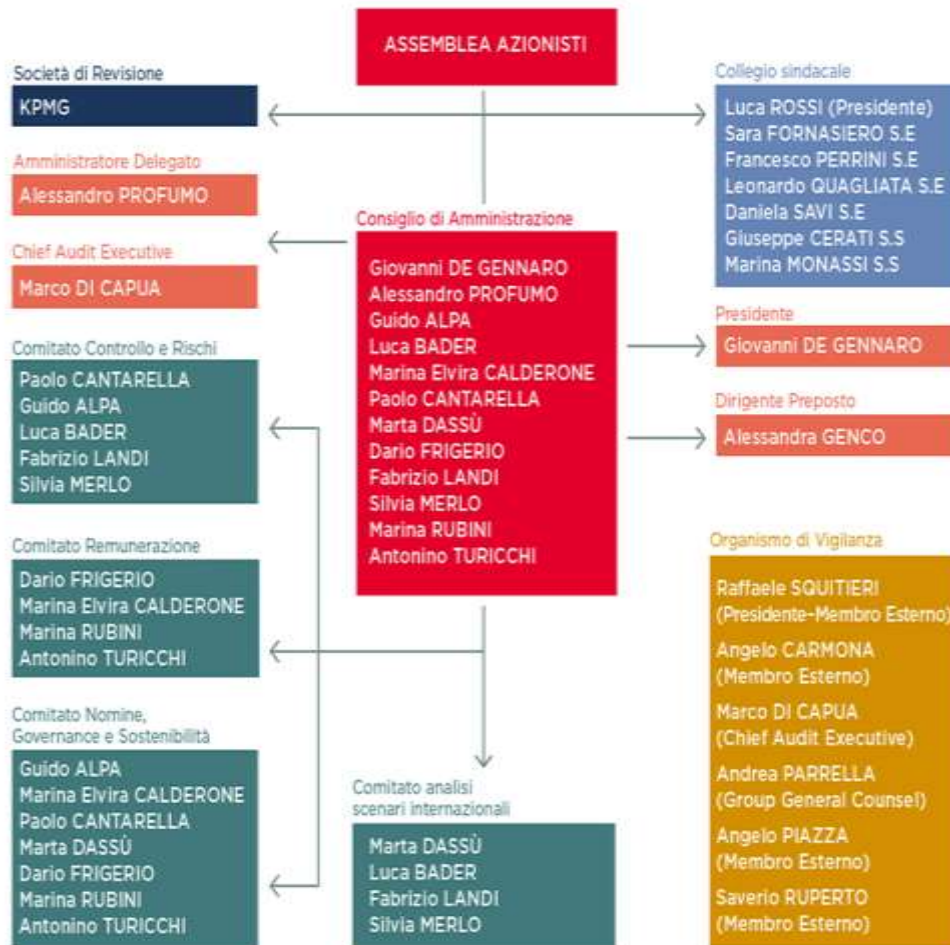 ASSEMBLEA AZIONISTI
Società di Revisione
KPMG
Collegio sindacale
Luca ROSSI (Presidente)
Sara FORNASIERO S.E
Francesco PERRINI S.E
Leonardo QUAGLIATA S.E
Daniela SAVI S.E
Giuseppe CERATI S.S
Marina MONASSI S.S
Amministratore Delegato
Alessandro PROFUMO
Chief Audit Executive
Marco DI CAPUA
Consiglio di Amministrazione
Giovanni DE GENNARO
Alessandro PROFUMO
Guido ALPA
Luca BADER
Marina Elvira CALDERONE
Paolo CANTARELLA
Marta DASSÙ
Dario FRIGERIO
Fabrizio LANDI
Silvia MERLO
Marina RUBINI
Antonino TURICCHI
Presidente
Giovanni DE GENNARO
Dirigente Preposto
Alessandra GENCO
Comitato Controllo e Rischi
Paolo CANTARELLA
Guido ALPA
Luca BADER
Fabrizio LANDI
Silvia MERLO
Comitato Remunerazione
Dario FRIGERIO
Marina Elvira CALDERONE
Marina RUBINI
Antonino TURICCHI
Comitato Nomine,
Governance e Sostenibilità
Guido ALPA
Marina Elvira CALDERONE
Paolo CANTARELLA
Marta DASSÙ
Dario FRIGERIO
Marina RUBINI
Antonino TURICCHI
Comitato analisi
scenari internazionali
Marta DASSÙ
Luca BADER
Fabrizio LANDI
Silvia MERLO
Organismo di Vigilanza
Raffaele SQUITIERI
(Presidente-Membro Esterno)
Angelo CARMONA
(Membro Esterno)
Marco DI CAPUA
(Chief Audit Executive)
Andrea PARRELLA
(Group General Counsel)
Angelo PIAZZA
(Membro Esterno)
Saverio RUPERTO
(Membro Esterno)